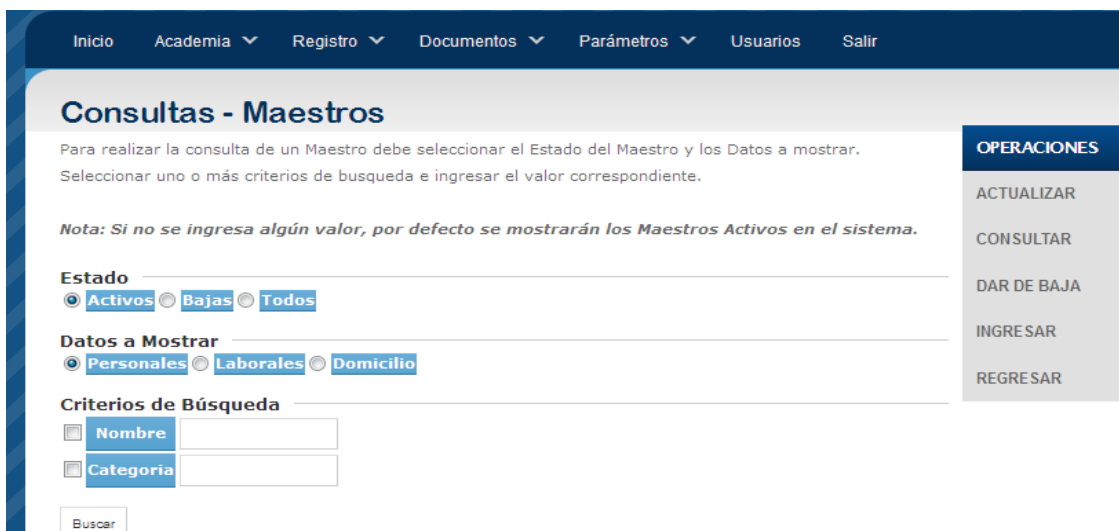 Inicio Academia Registro Documentos Parámetros Usuarios Salir
Consultas - Maestros
Para realizar la consulta de un Maestro debe seleccionar el Estado del Maestro y los Datos a mostrar.
Seleccionar uno o más criterios de busqueda e ingresar el valor correspondiente.
Nota: Si no se ingresa algún valor, por defecto se mostrarán los Maestros Activos en el sistema.
Estado
Activos Bajas Todos
Datos a Mostrar
Personales Laborales Domicilio
Criterios de Búsqueda
Nombre
Categoria
Buscar
OPERACIONES
ACTUALIZAR
CONSULTAR
DAR DE BAJA
INGRESAR
REGRESAR